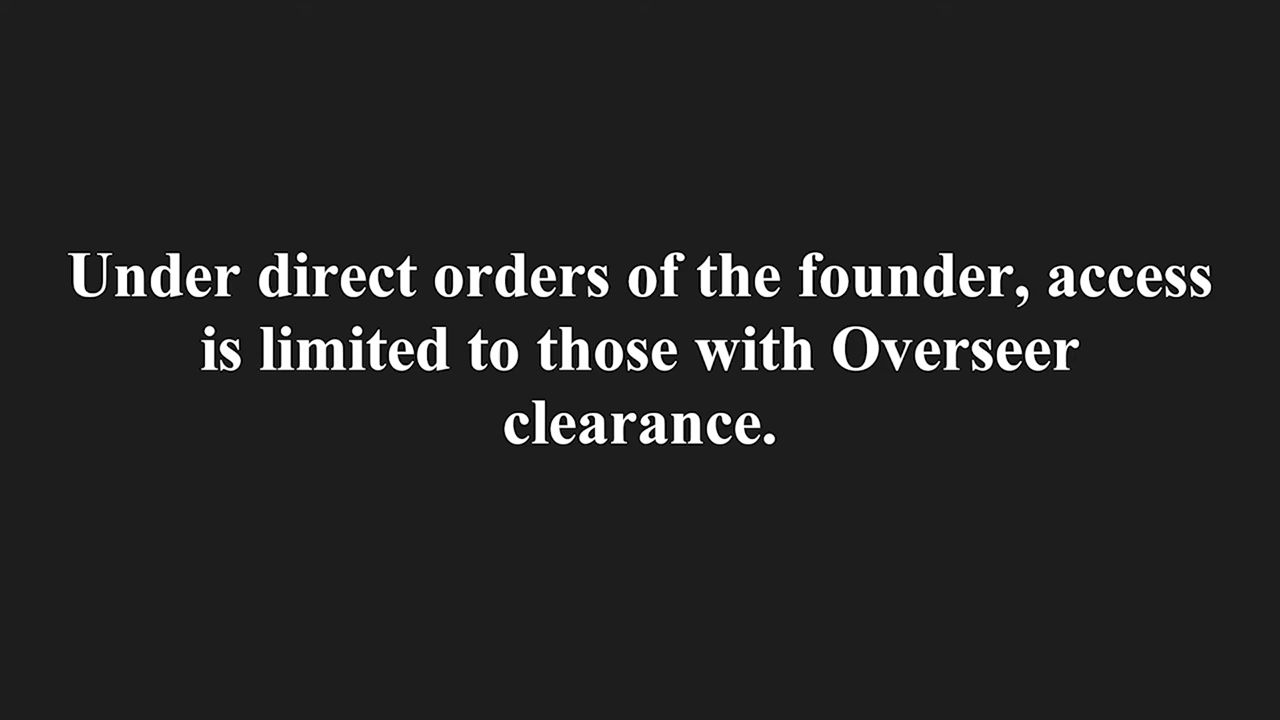 Under direct orders of the founder, access
is limited to those with Overseer
clearance.